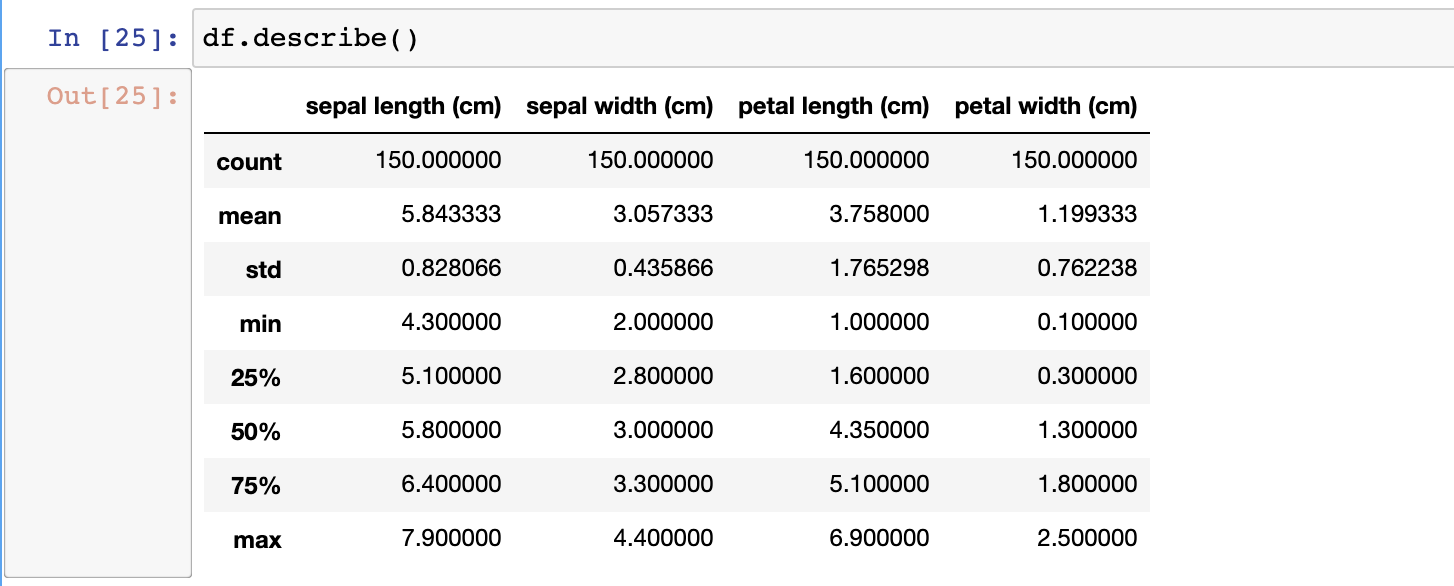 In [25]: df.describe()
Out[25]:
sepal length (cm) sepal width (cm) petal length (cm) petal width (cm)
count 150.000000 150.000000 150.000000 150.000000
mean 5.843333 3.057333 3.758000 1.199333
std 0.828066 0.435866 1.765298 0.762238
min 4.300000 2.000000 1.000000 0.100000
25% 5.100000 2.800000 1.600000 0.300000
50% 5.800000 3.000000 4.350000 1.300000
75% 6.400000 3.300000 5.100000 1.800000
max 7.900000 4.400000 6.900000 2.500000